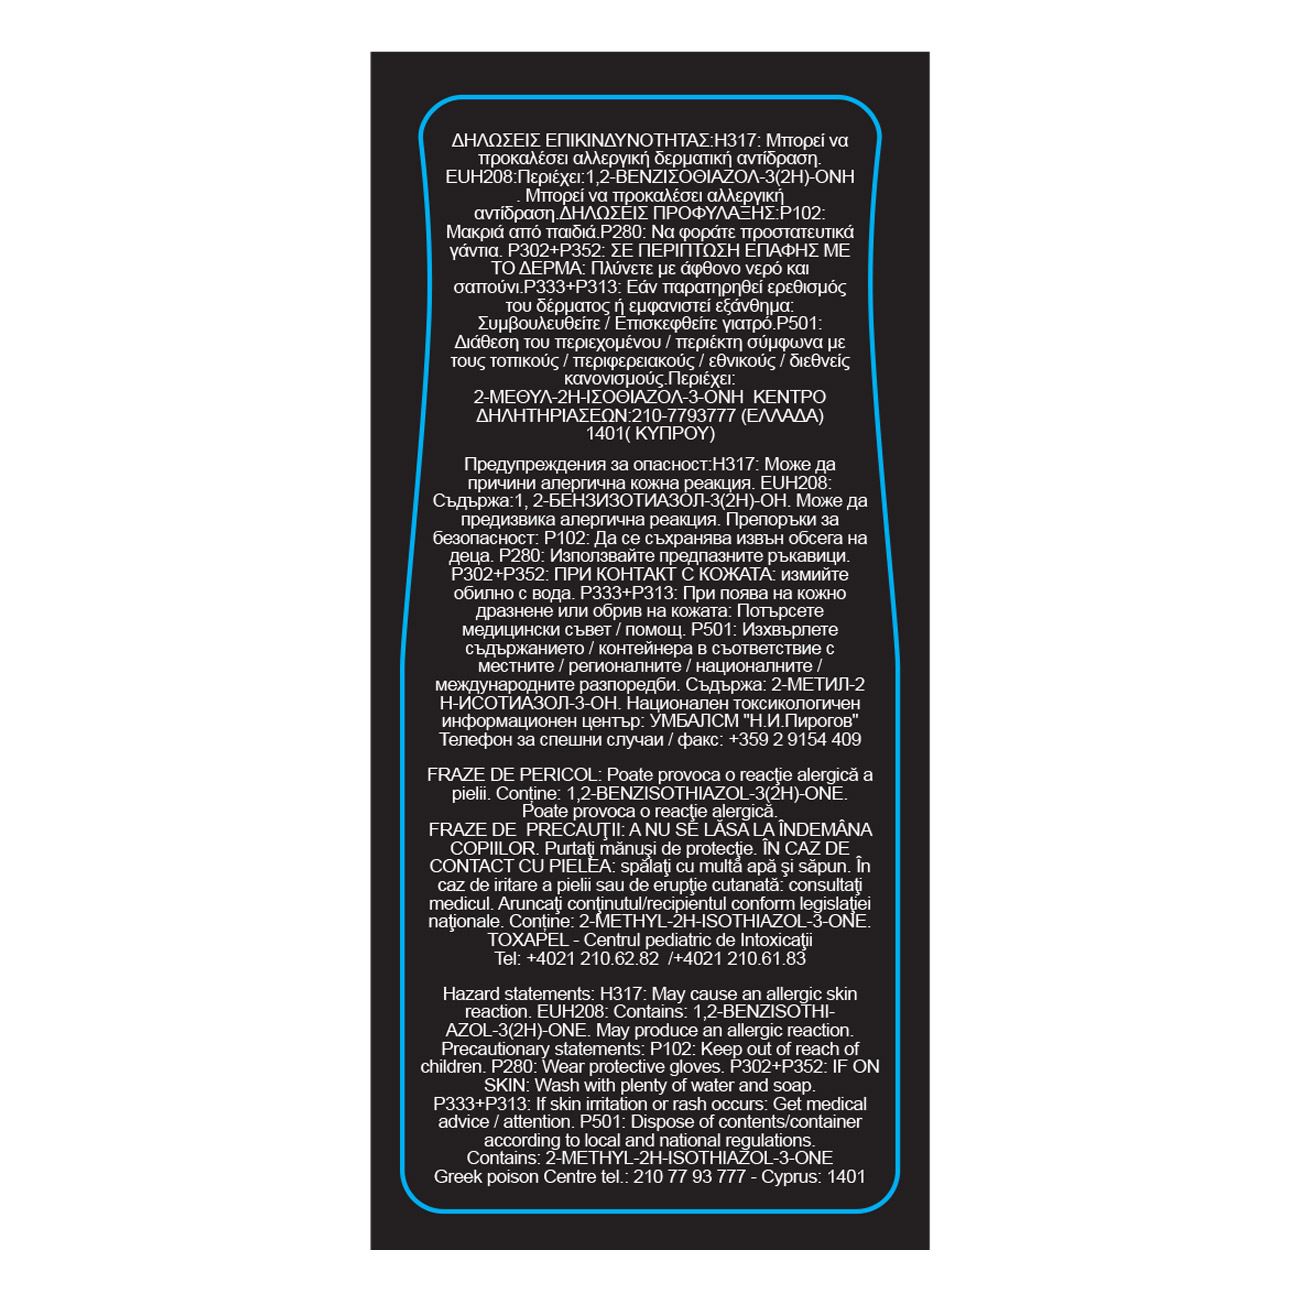 ΔΗΛΩΣΕΙΣ ΕΠΙΚΙΝΔΥΝΟΤΗΤΑΣ:H317: Μπορεί να
προκαλέσει αλλεργική δερματική αντίδραση.
EUH208:Περιέχει:1,2-ΒΕΝΖΙΣΟΘΙΑΖΟΛ-3(2H)-ΟΝΗ
. Μπορεί να προκαλέσει αλλεργική
αντίδραση.ΔΗΛΩΣΕΙΣ ΠΡΟΦΥΛΑΞΗΣ:P102:
Μακριά από παιδιά.P280: Να φοράτε προστατευτικά
γάντια. P302+P352: ΣΕ ΠΕΡΙΠΤΩΣΗ ΕΠΑΦΗΣ ΜΕ
ΤΟ ΔΕΡΜΑ: Πλύνετε με άφθονο νερό και
σαπούνι.P333+P313: Εάν παρατηρηθεί ερεθισμός
του δέρματος ή εμφανιστεί εξάνθημα:
Συμβουλευθείτε / Επισκεφθείτε γιατρό.P501:
Διάθεση του περιεχομένου / περιέκτη σύμφωνα με
τους τοπικούς / περιφερειακούς / εθνικούς / διεθνείς
κανονισμούς.Περιέχει:
2-ΜΕΘΥΛ-2Η-ΙΣΟΘΙΑΖΟΛ-3-ΟΝΗ  ΚΕΝΤΡΟ
ΔΗΛΗΤΗΡΙΑΣΕΩΝ:210-7793777 (ΕΛΛΑΔΑ)
1401( ΚΥΠΡΟΥ)
Предупреждения за опасност:H317: Може да
причини алергична кожна реакция. EUH208:
Съдържа:1, 2-БЕНЗИЗОТИАЗОЛ-3(2H)-ОН. Може да
предизвика алергична реакция. Препоръки за
безопасност: P102: Да се съхранява извън обсега на
деца. P280: Използвайте предпазните ръкавици.
P302+P352: ПРИ КОНТАКТ С КОЖАТА: измийте
обилно с вода. P333+P313: При поява на кожно
дразнене или обрив на кожата: Потърсете
медицински съвет / помощ. P501: Изхвърлете
съдържанието / контейнера в съответствие с
местните / регионалните / националните /
международните разпоредби. Съдържа: 2-МЕТИЛ-2
Н-ИСОТИАЗОЛ-3-ОН. Национален токсикологичен
информационен център: УМБАЛСМ "Н.И.Пирогов"
Телефон за спешни случаи / факс: +359 2 9154 409
FRAZE DE PERICOL: Poate provoca o reacţie alergică a
pielii. Conține: 1,2-BENZISOTHIAZOL-3(2H)-ONE.
Poate provoca o reacţie alergică.
FRAZE DE  PRECAUŢII: A NU SE LĂSA LA ÎNDEMÂNA
COPIILOR. Purtaţi mănuşi de protecţie. ÎN CAZ DE
CONTACT CU PIELEA: spălaţi cu multă apă şi săpun. În
caz de iritare a pielii sau de erupţie cutanată: consultaţi
medicul. Aruncaţi conţinutul/recipientul conform legislaţiei
naţionale. Conține: 2-METHYL-2H-ISOTHIAZOL-3-ONE.
TOXAPEL - Centrul pediatric de Intoxicaţii
Tel: +4021 210.62.82  /+4021 210.61.83
Hazard statements: H317: May cause an allergic skin
reaction. EUH208: Contains: 1,2-BENZISOTHI-
AZOL-3(2H)-ONE. May produce an allergic reaction.
Precautionary statements: P102: Keep out of reach of
children. P280: Wear protective gloves. P302+P352: IF ON
SKIN: Wash with plenty of water and soap.
P333+P313: If skin irritation or rash occurs: Get medical
advice / attention. P501: Dispose of contents/container
according to local and national regulations.
Contains: 2-METHYL-2H-ISOTHIAZOL-3-ONE
Greek poison Centre tel.: 210 77 93 777 - Cyprus: 1401